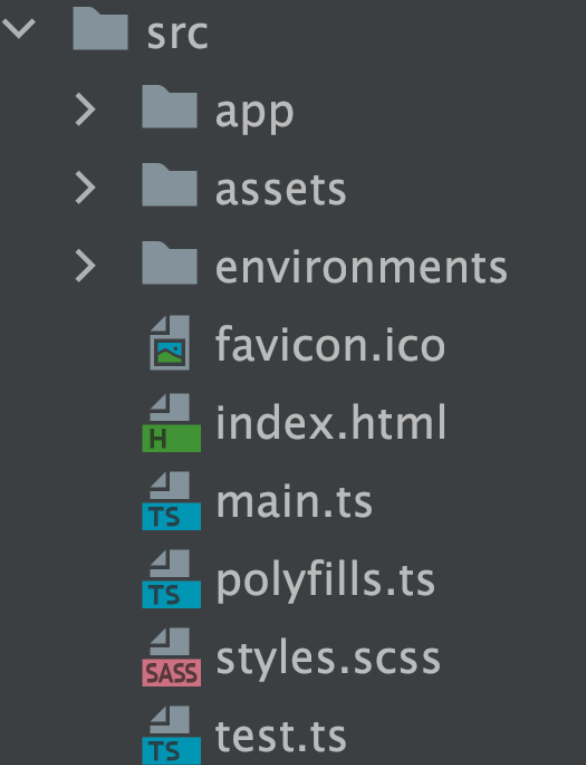 src
app
assets
environments
favicon.ico
H index.html
TS main.ts
TS polyfills.ts
SASS styles.scss
TS test.ts